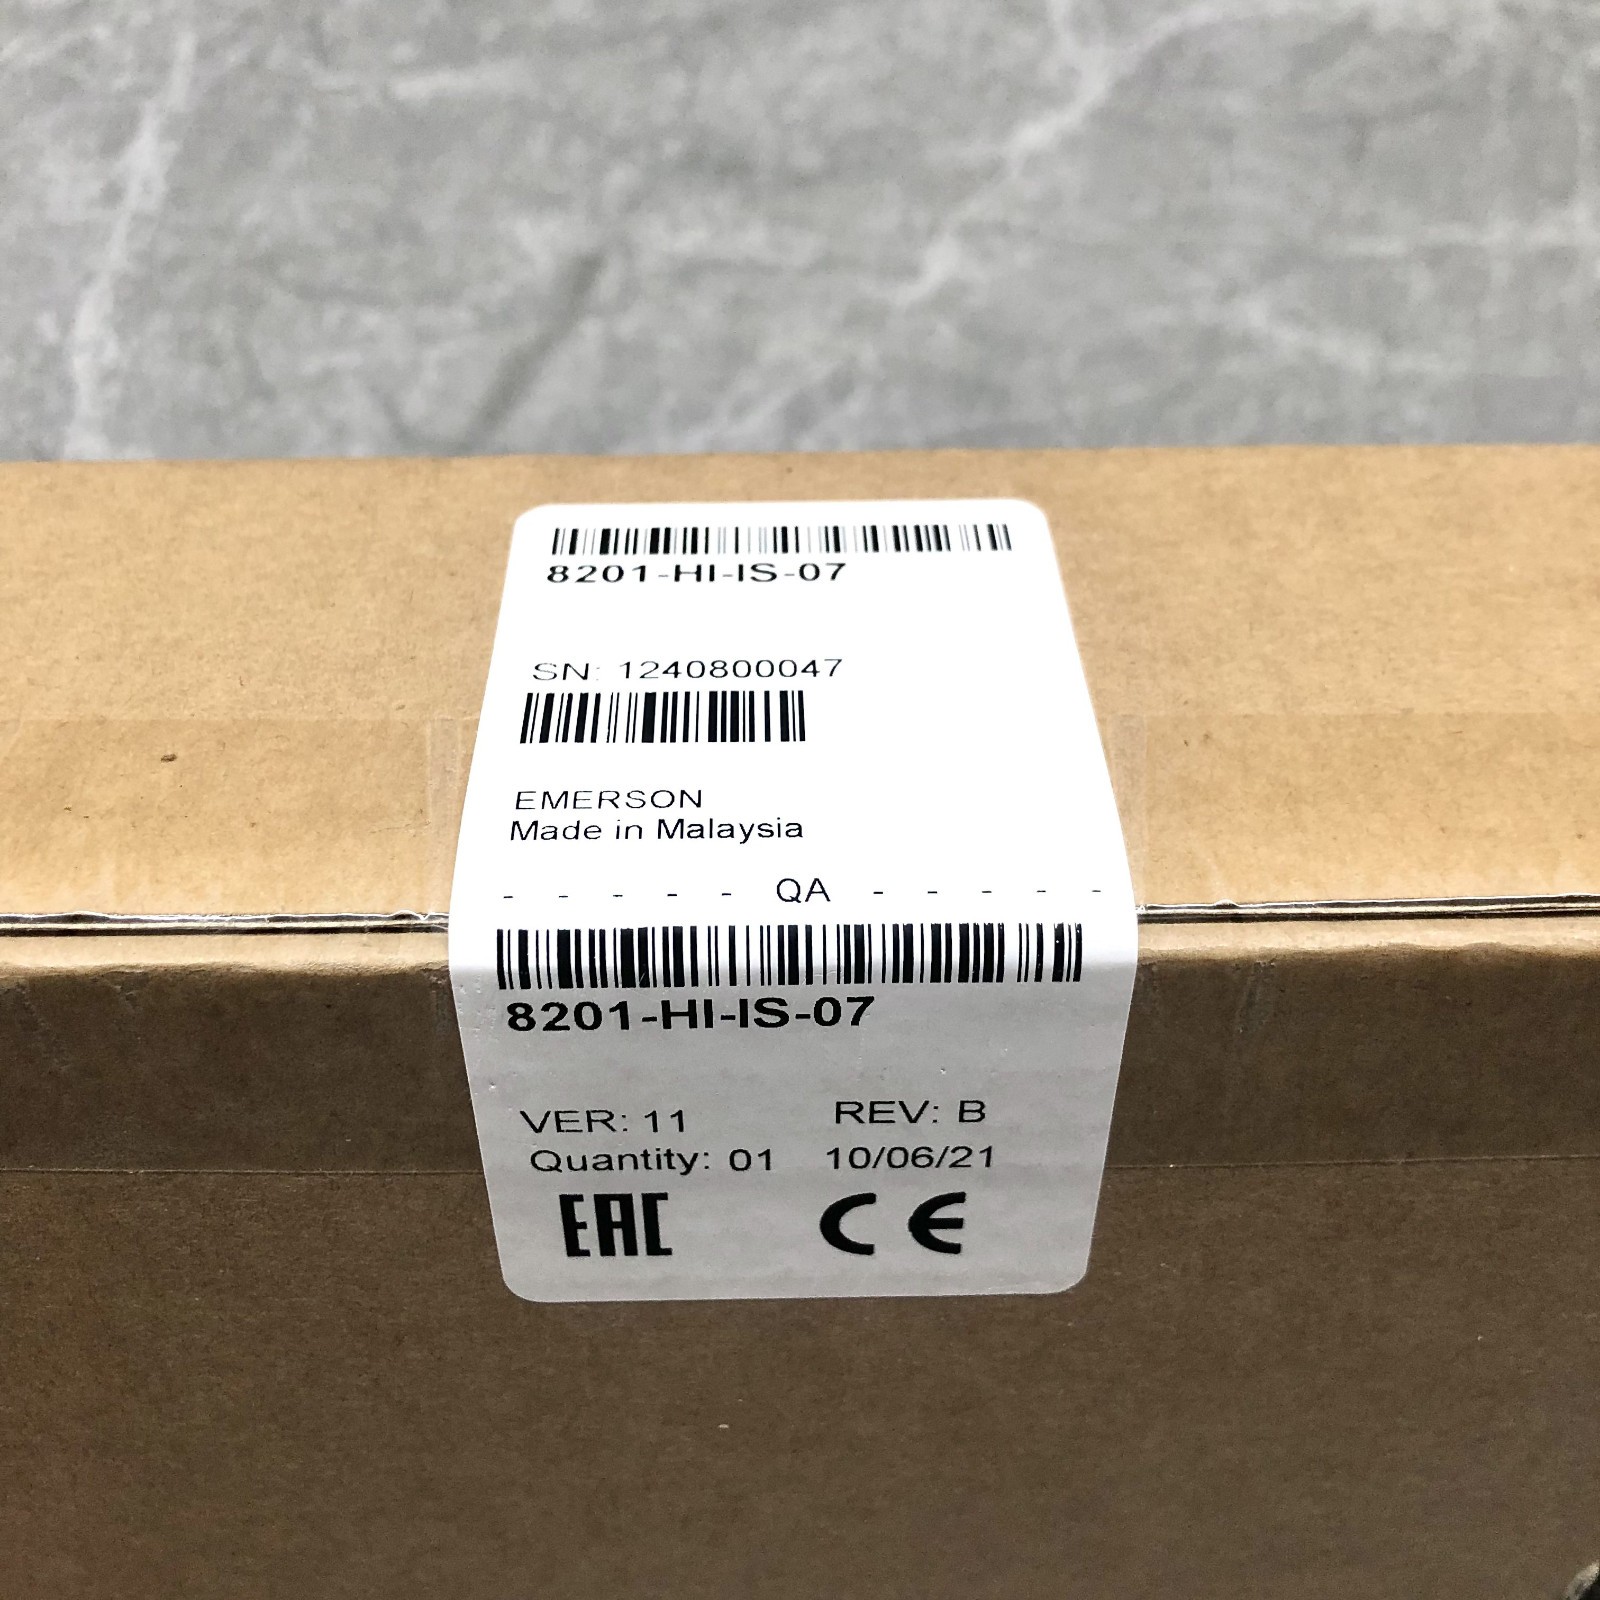 8201-HI-IS-07
SN: 1240800047
EMERSON
Made in Malaysia
- - - - - QA - - - - -
8201-HI-IS-07
VER: 11 REV: B
Quantity: 01 10/06/21
EAC CE